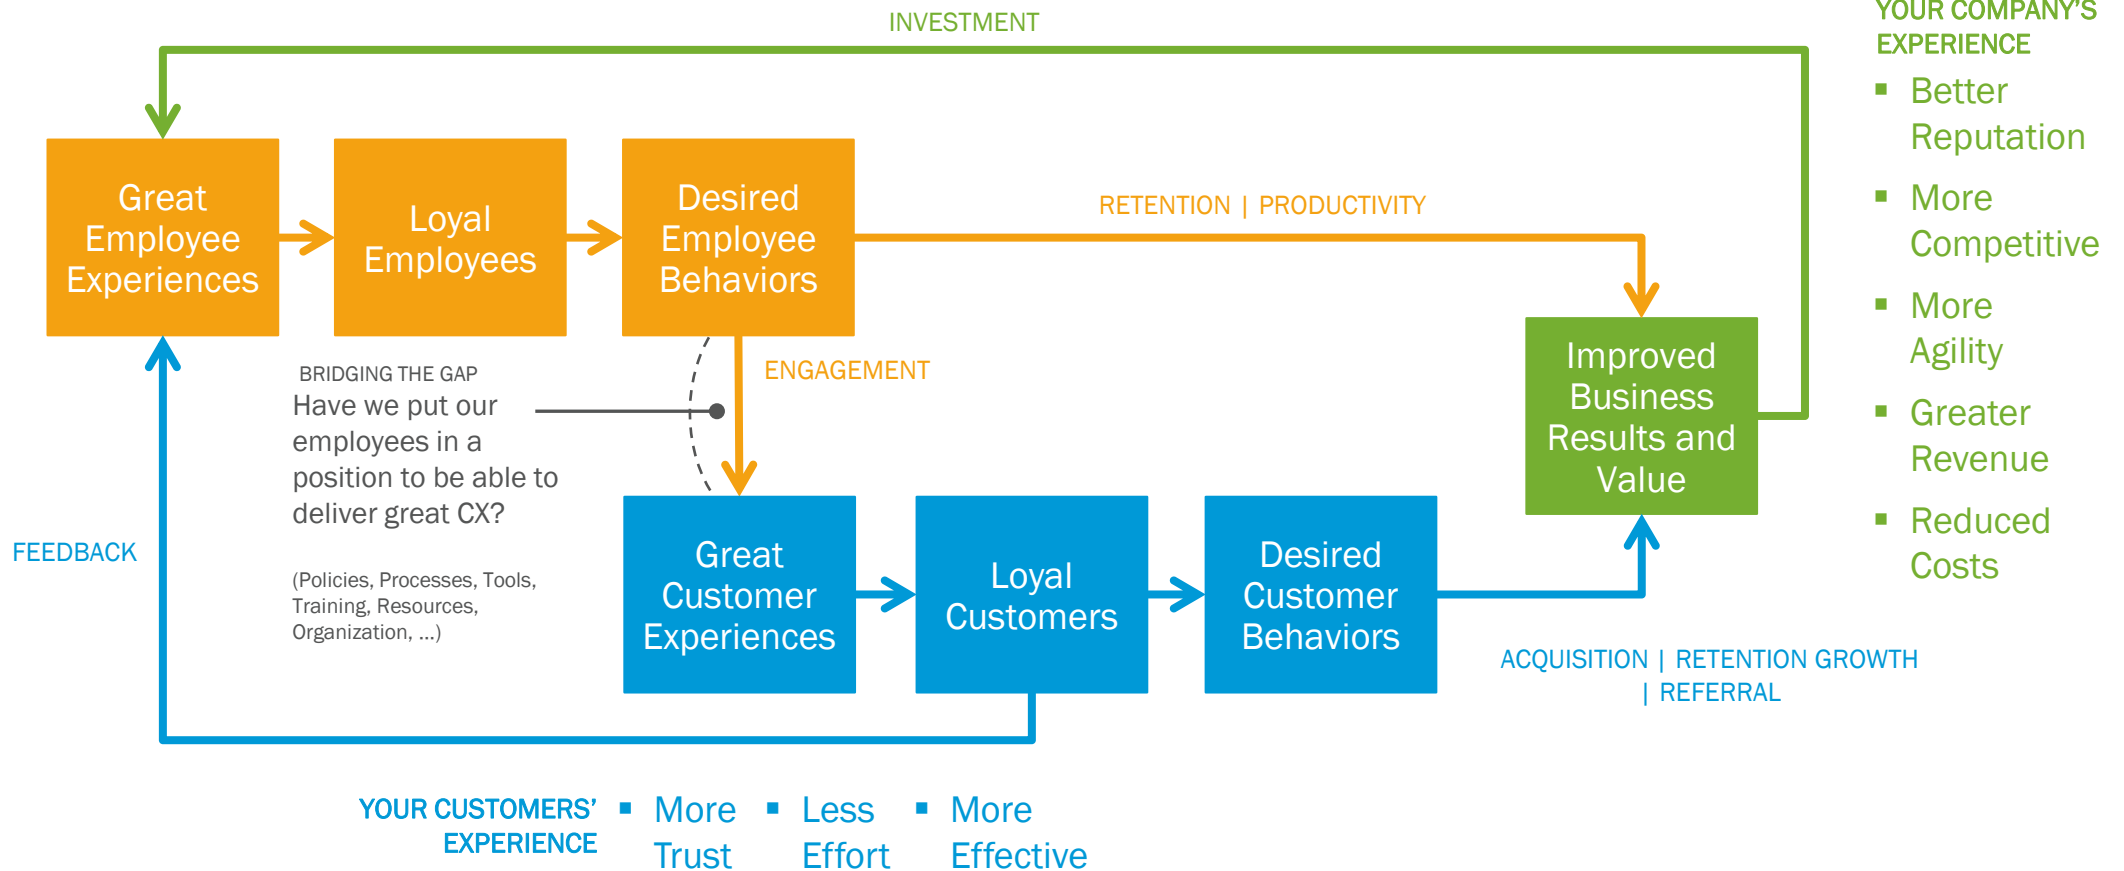 INVESTMENT
YOUR COMPANY'S
EXPERIENCE
▪ Better
Reputation
▪ More
Competitive
▪ More
Agility
▪ Greater
Revenue
▪ Reduced
Costs
Great
Employee
Experiences
Loyal
Employees
Desired
Employee
Behaviors
RETENTION | PRODUCTIVITY
ENGAGEMENT
BRIDGING THE GAP
Have we put our
employees in a
position to be able to
deliver great CX?
(Policies, Processes, Tools,
Training, Resources,
Organization, ...)
Improved
Business
Results and
Value
FEEDBACK
Great
Customer
Experiences
Loyal
Customers
Desired
Customer
Behaviors
ACQUISITION | RETENTION GROWTH
| REFERRAL
YOUR CUSTOMERS'
EXPERIENCE
▪ More
Trust
▪ Less
Effort
▪ More
Effective